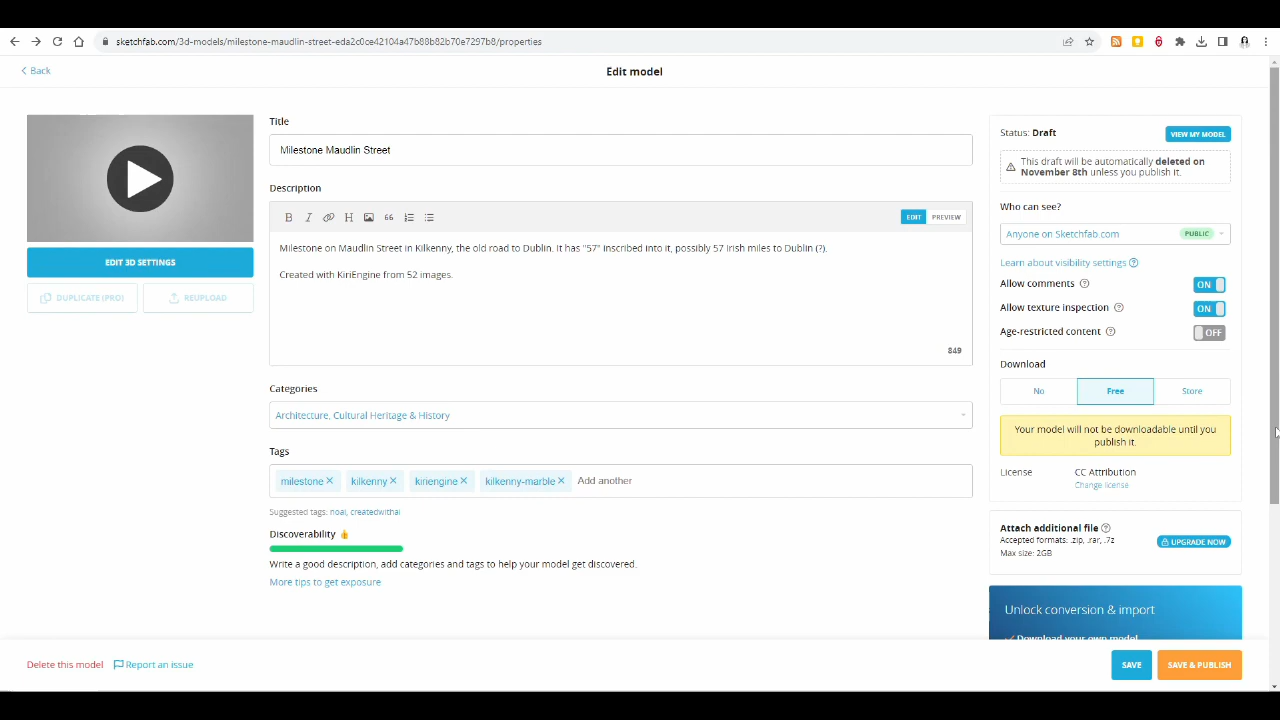 sketchfab.com/3d-models/milestone-maudlin-street-eda2c0ce42104a47b88b82b70e7297b8/properties
Back
Edit model
EDIT 3D SETTINGS
DUPLICATE (PRO)
REUPLOAD
Title
Milestone Maudlin Street
Description
B I H 66
EDIT PREVIEW
Milestone on Maudlin Street in Kilkenny, the old road to Dublin. It has "57" inscribed into it, possibly 57 Irish miles to Dublin (?).
Created with KiriEngine from 52 images.
849
Categories
Architecture, Cultural Heritage & History
Tags
milestone kilkenny kiriengine kilkenny-marble Add another
Suggested tags: noai, createdwithai
Discoverability
Write a good description, add categories and tags to help your model get discovered.
More tips to get exposure
Status: Draft
VIEW MY MODEL
This draft will be automatically deleted on
November 8th unless you publish it.
Who can see?
Anyone on Sketchfab.com PUBLIC
Learn about visibility settings
Allow comments ON
Allow texture inspection ON
Age-restricted content OFF
Download
No Free Store
Your model will not be downloadable until you
publish it.
License CC Attribution
Change license
Attach additional file
Accepted formats: .zip, .rar, .7z
Max size: 2GB
UPGRADE NOW
Unlock conversion & import
Download your own model
Delete this model
Report an issue
SAVE
SAVE & PUBLISH